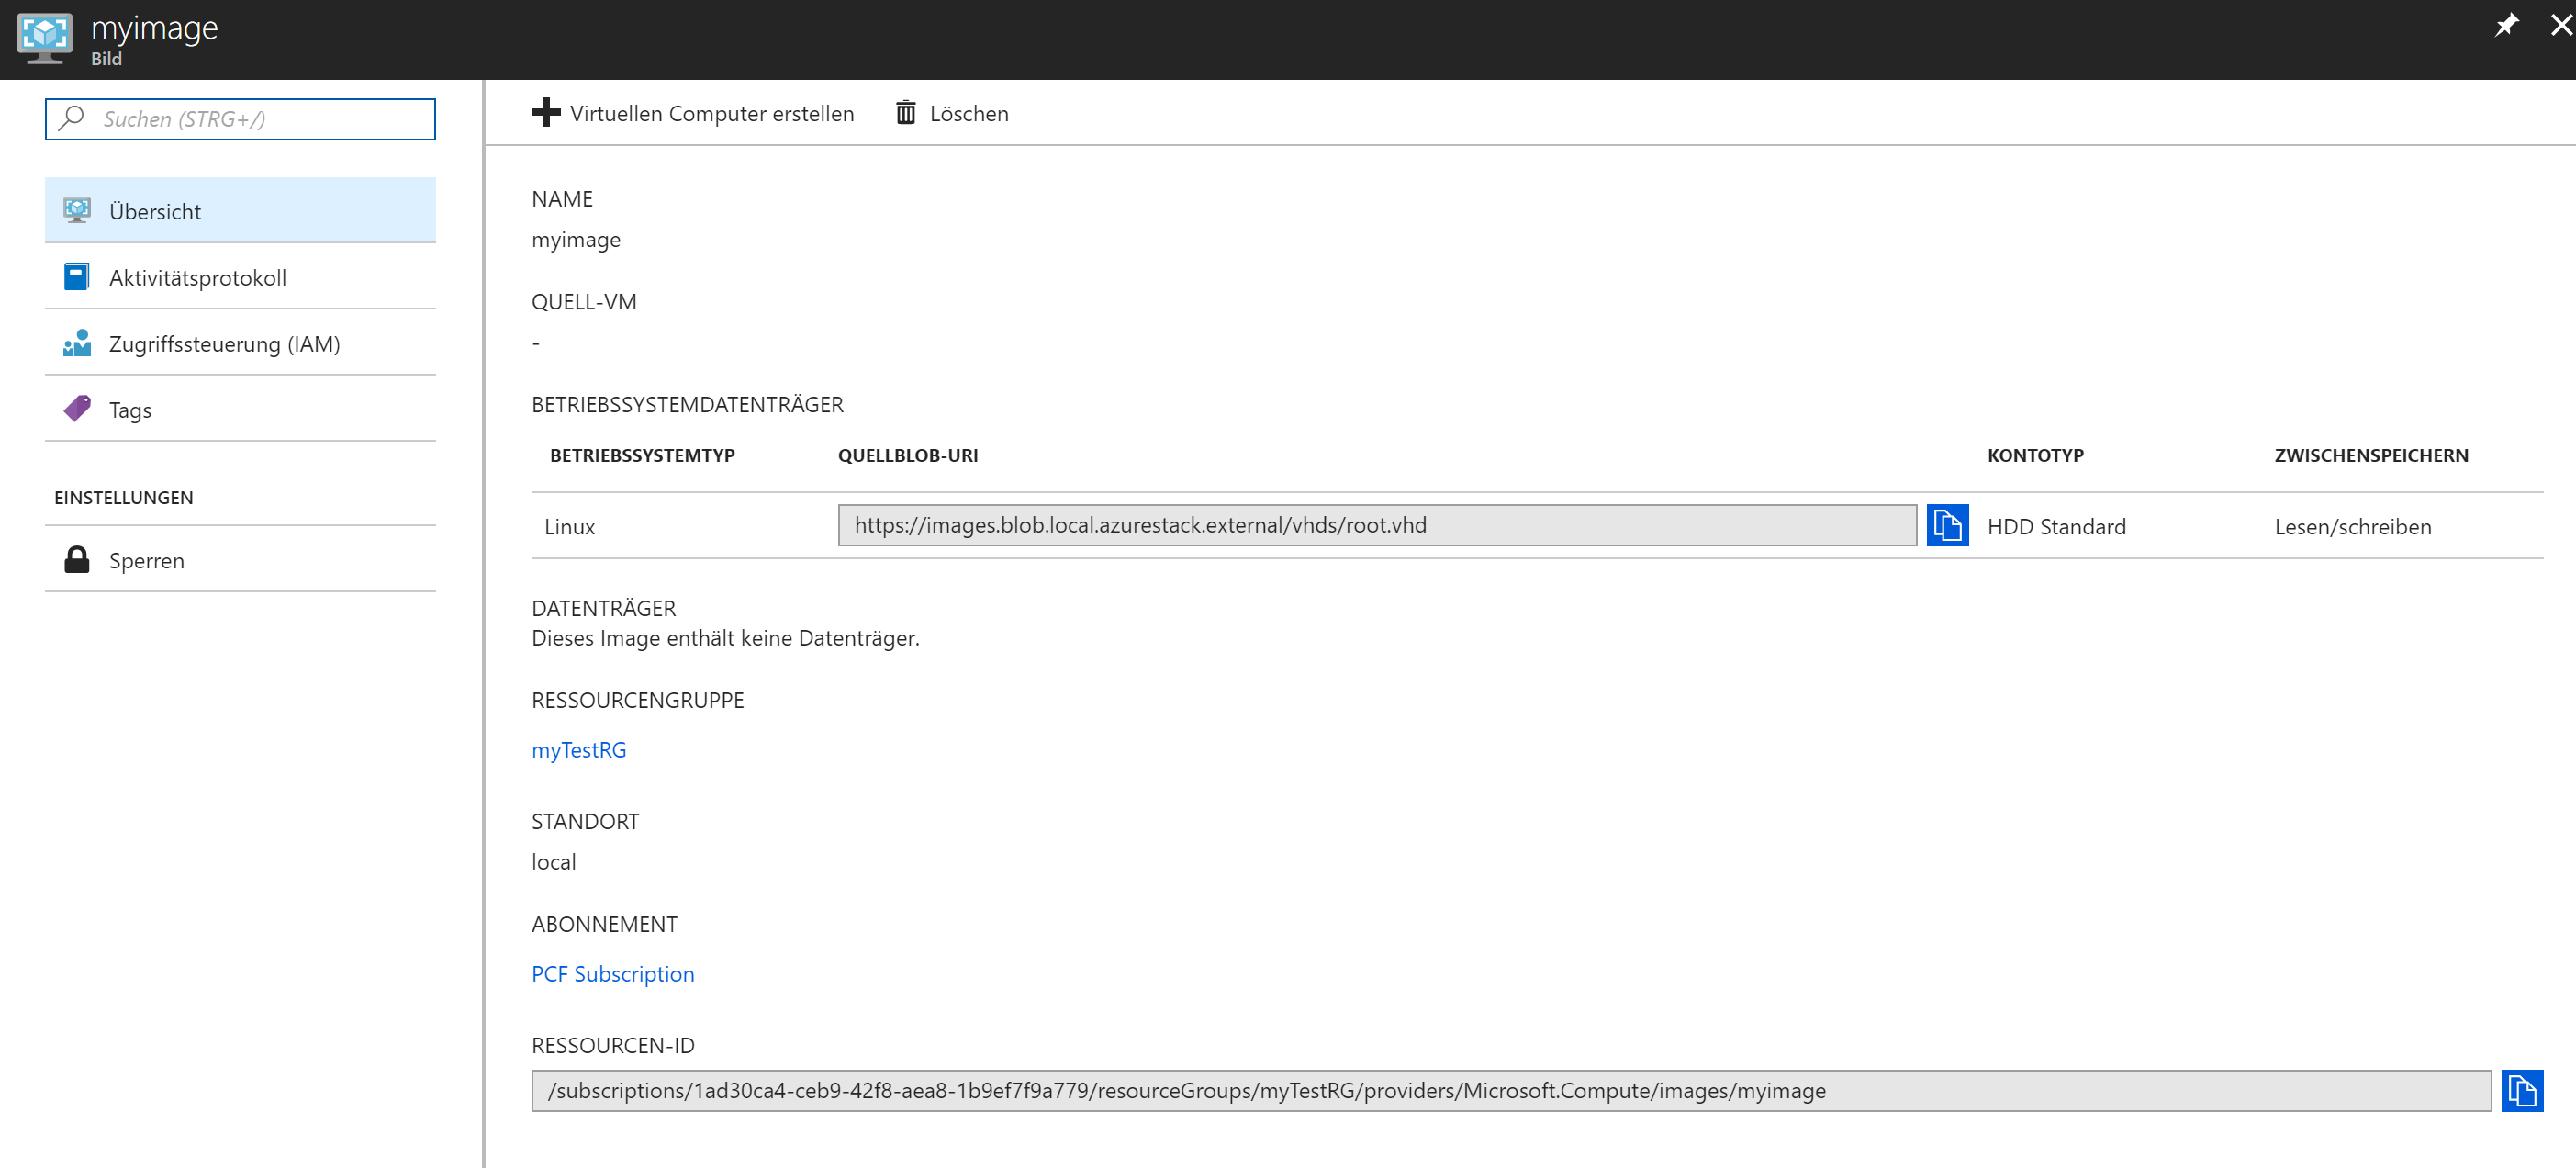 myimage
Bild
Suchen (STRG+/)
Übersicht
Aktivitätsprotokoll
Zugriffssteuerung (IAM)
Tags
EINSTELLUNGEN
Sperren
Virtuellen Computer erstellen Löschen
NAME
myimage
QUELL-VM
-
BETRIEBSSYSTEMDATENTRÄGER
BETRIEBSSYSTEMTYP QUELLBLOB-URI KONTOTYP ZWISCHENSPEICHERN
Linux https://images.blob.local.azurestack.external/vhds/root.vhd HDD Standard Lesen/schreiben
DATENTRÄGER
Dieses Image enthält keine Datenträger.
RESSOURCENGRUPPE
myTestRG
STANDORT
local
ABONNEMENT
PCF Subscription
RESSOURCEN-ID
/subscriptions/1ad30ca4-ceb9-42f8-aea8-1b9ef7f9a779/resourceGroups/myTestRG/providers/Microsoft.Compute/images/myimage